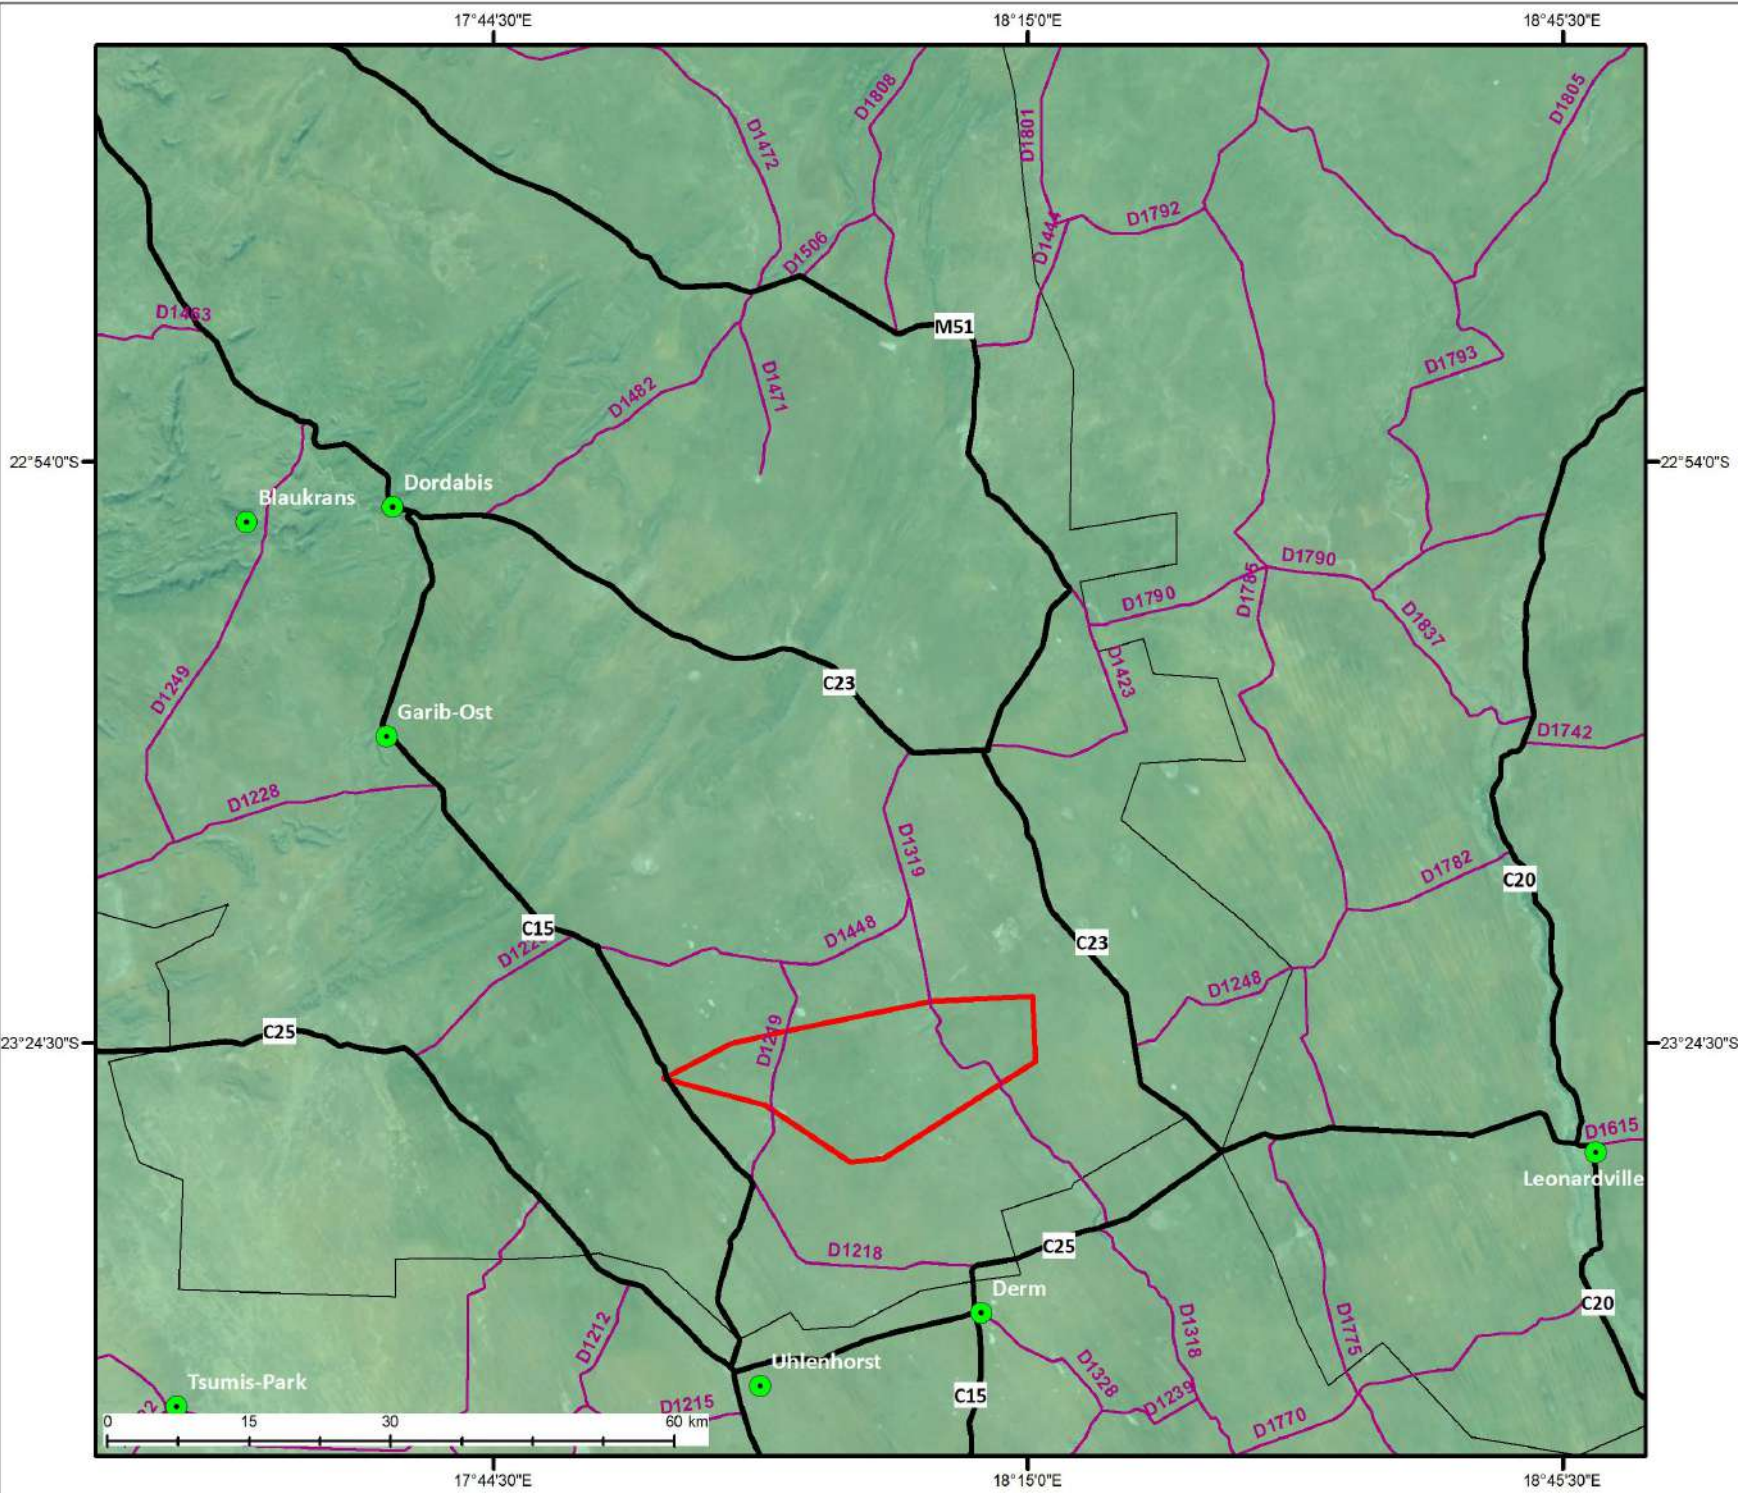 17°44'30"E
18°15'0"E
18°45'30"E
D1808
D1805
D1472
D1801
D1792
D1444
D1506
D1463
M51
D1793
D1471
D1482
22°54'0"S
22°54'0"S
Dordabis
Blaukrans
D1790
D1785
D1790
D1837
D1423
D1249
C23
Garib-Ost
D1742
D1228
D1319
D1782
C20
C15
D1448
C23
D1248
C25
D1219
23°24'30"S
23°24'30"S
D1615
Leonardville
C25
D1218
Derm
C20
D1212
D1318
D1775
Uhlenhorst
Tsumis-Park
D1328
C15
D1239
D1215
D1770
0 15 30 60 km
17°44'30"E
18°15'0"E
18°45'30"E